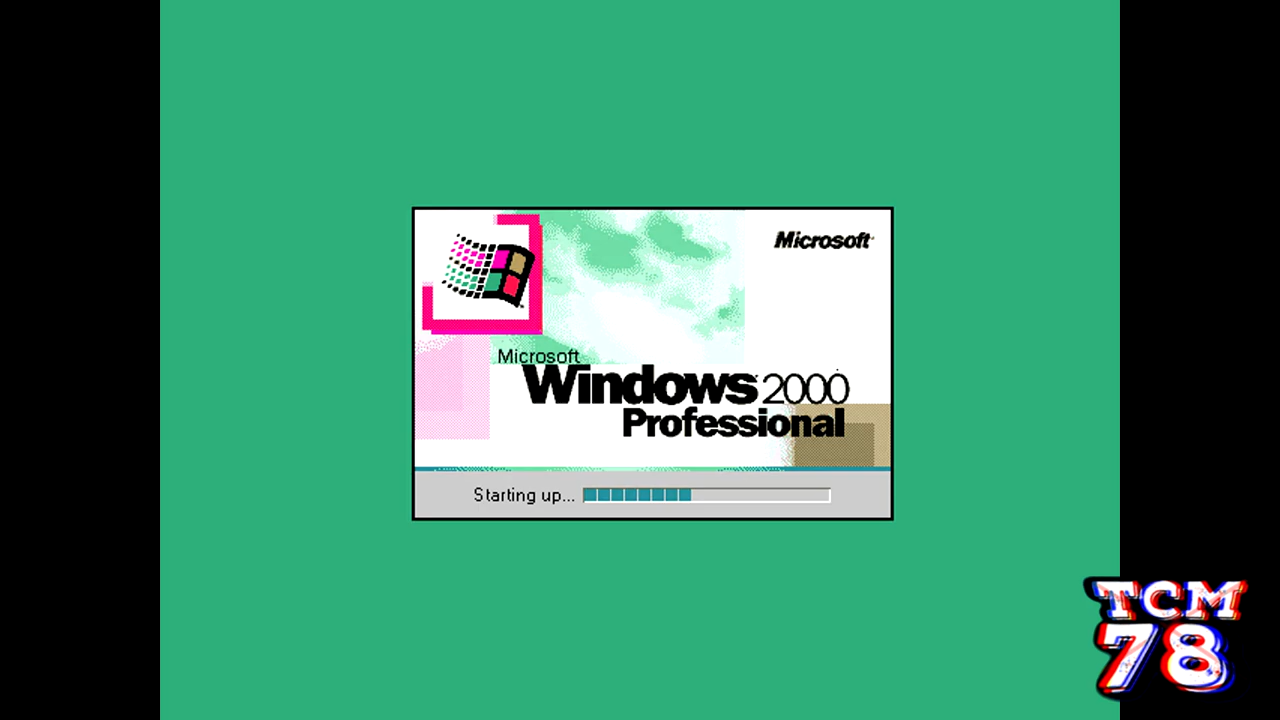 Microsoft
Microsoft
Windows 2000
Professional
Starting up...
TCM
78